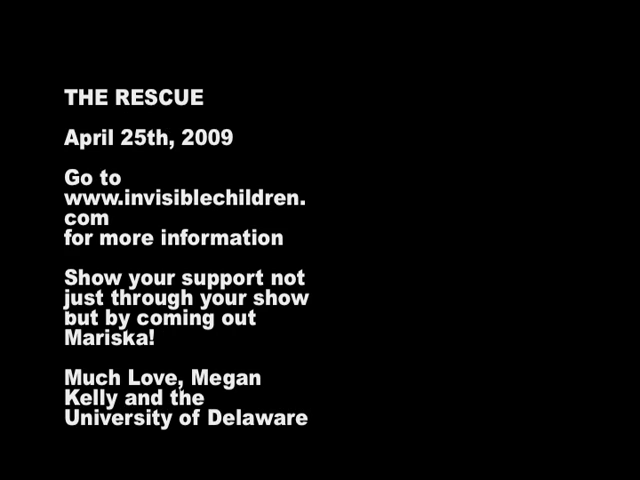 THE RESCUE
April 25th, 2009
Go to
www.invisiblechildren.
com
for more information
Show your support not
just through your show
but by coming out
Mariska!
Much Love, Megan
Kelly and the
University of Delaware